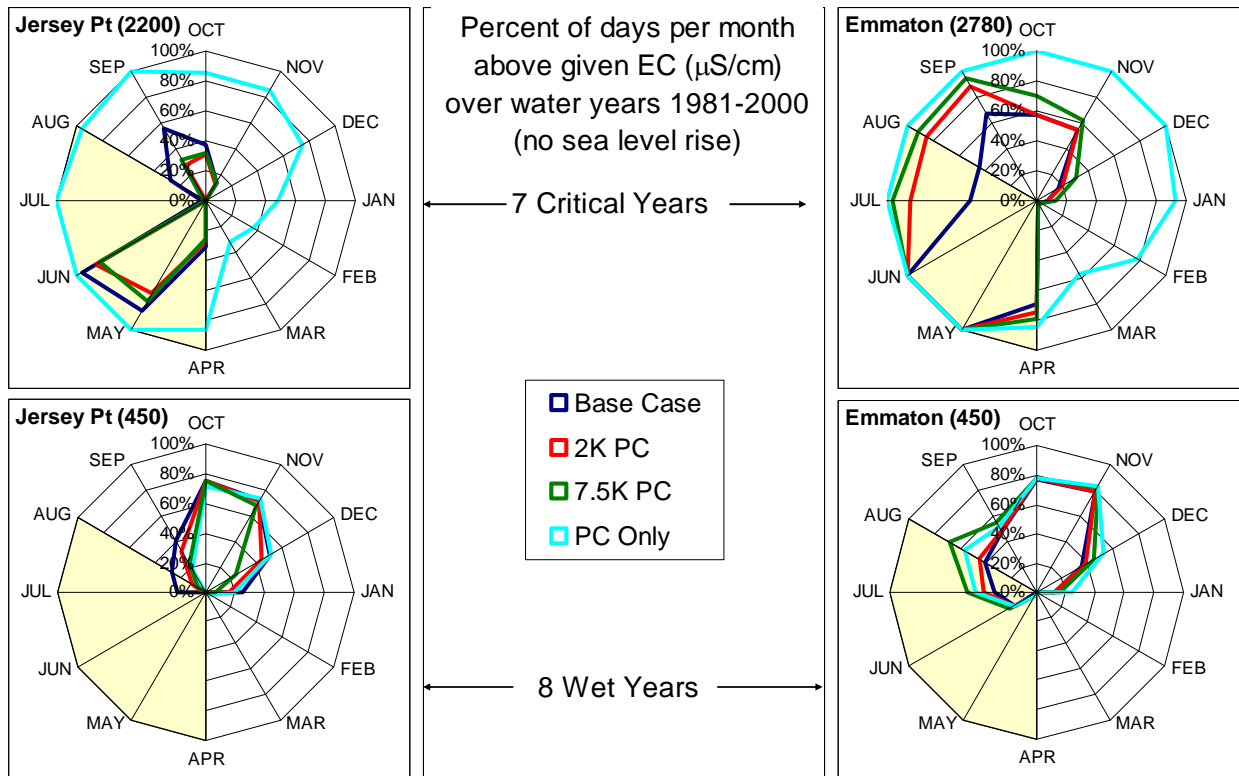 Jersey Pt (2200)
OCT
NOV
DEC
JAN
FEB
MAR
APR
MAY
JUN
JUL
AUG
SEP
100%
80%
60%
40%
20%
0%
Percent of days per month
above given EC (μS/cm)
over water years 1981-2000
(no sea level rise)
7 Critical Years
Emmaton (2780)
OCT
NOV
DEC
JAN
FEB
MAR
APR
MAY
JUN
JUL
AUG
SEP
100%
80%
60%
40%
20%
0%
Base Case
2K PC
7.5K PC
PC Only
Jersey Pt (450)
OCT
NOV
DEC
JAN
FEB
MAR
APR
MAY
JUN
JUL
AUG
SEP
100%
80%
60%
40%
20%
0%
8 Wet Years
Emmaton (450)
OCT
NOV
DEC
JAN
FEB
MAR
APR
MAY
JUN
JUL
AUG
SEP
100%
80%
60%
40%
20%
0%